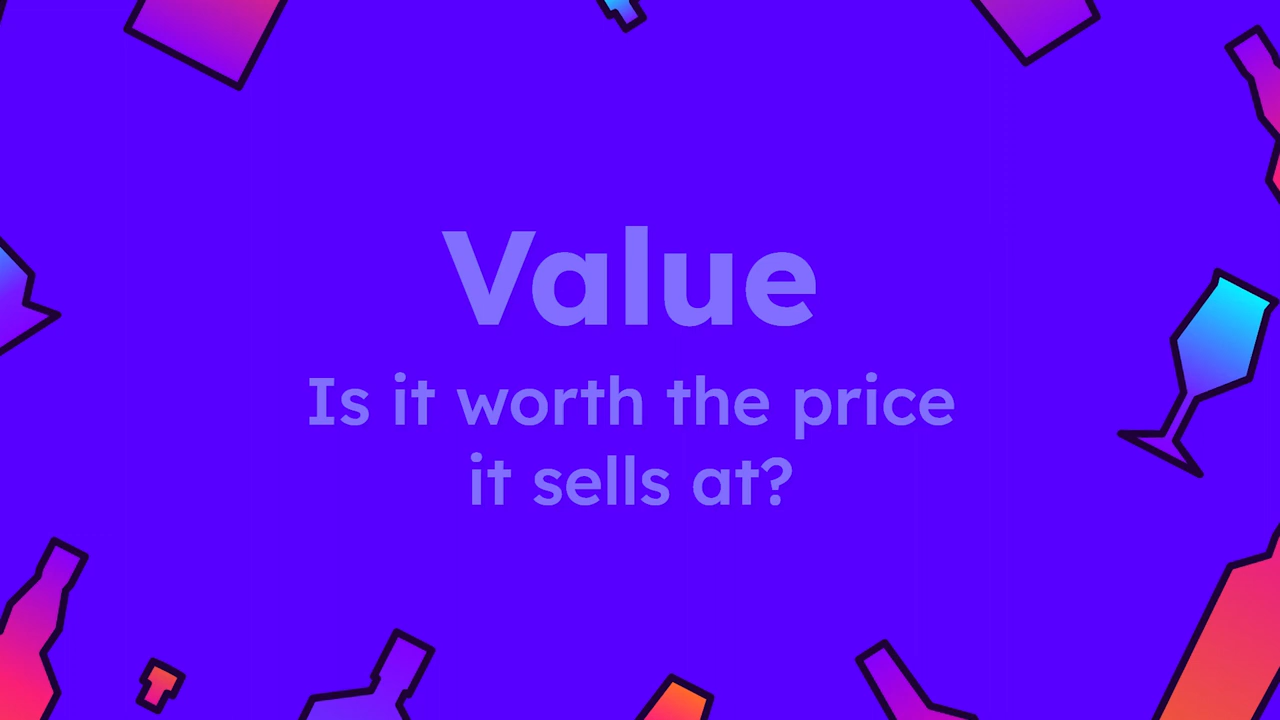 Value
Is it worth the price
it sells at?